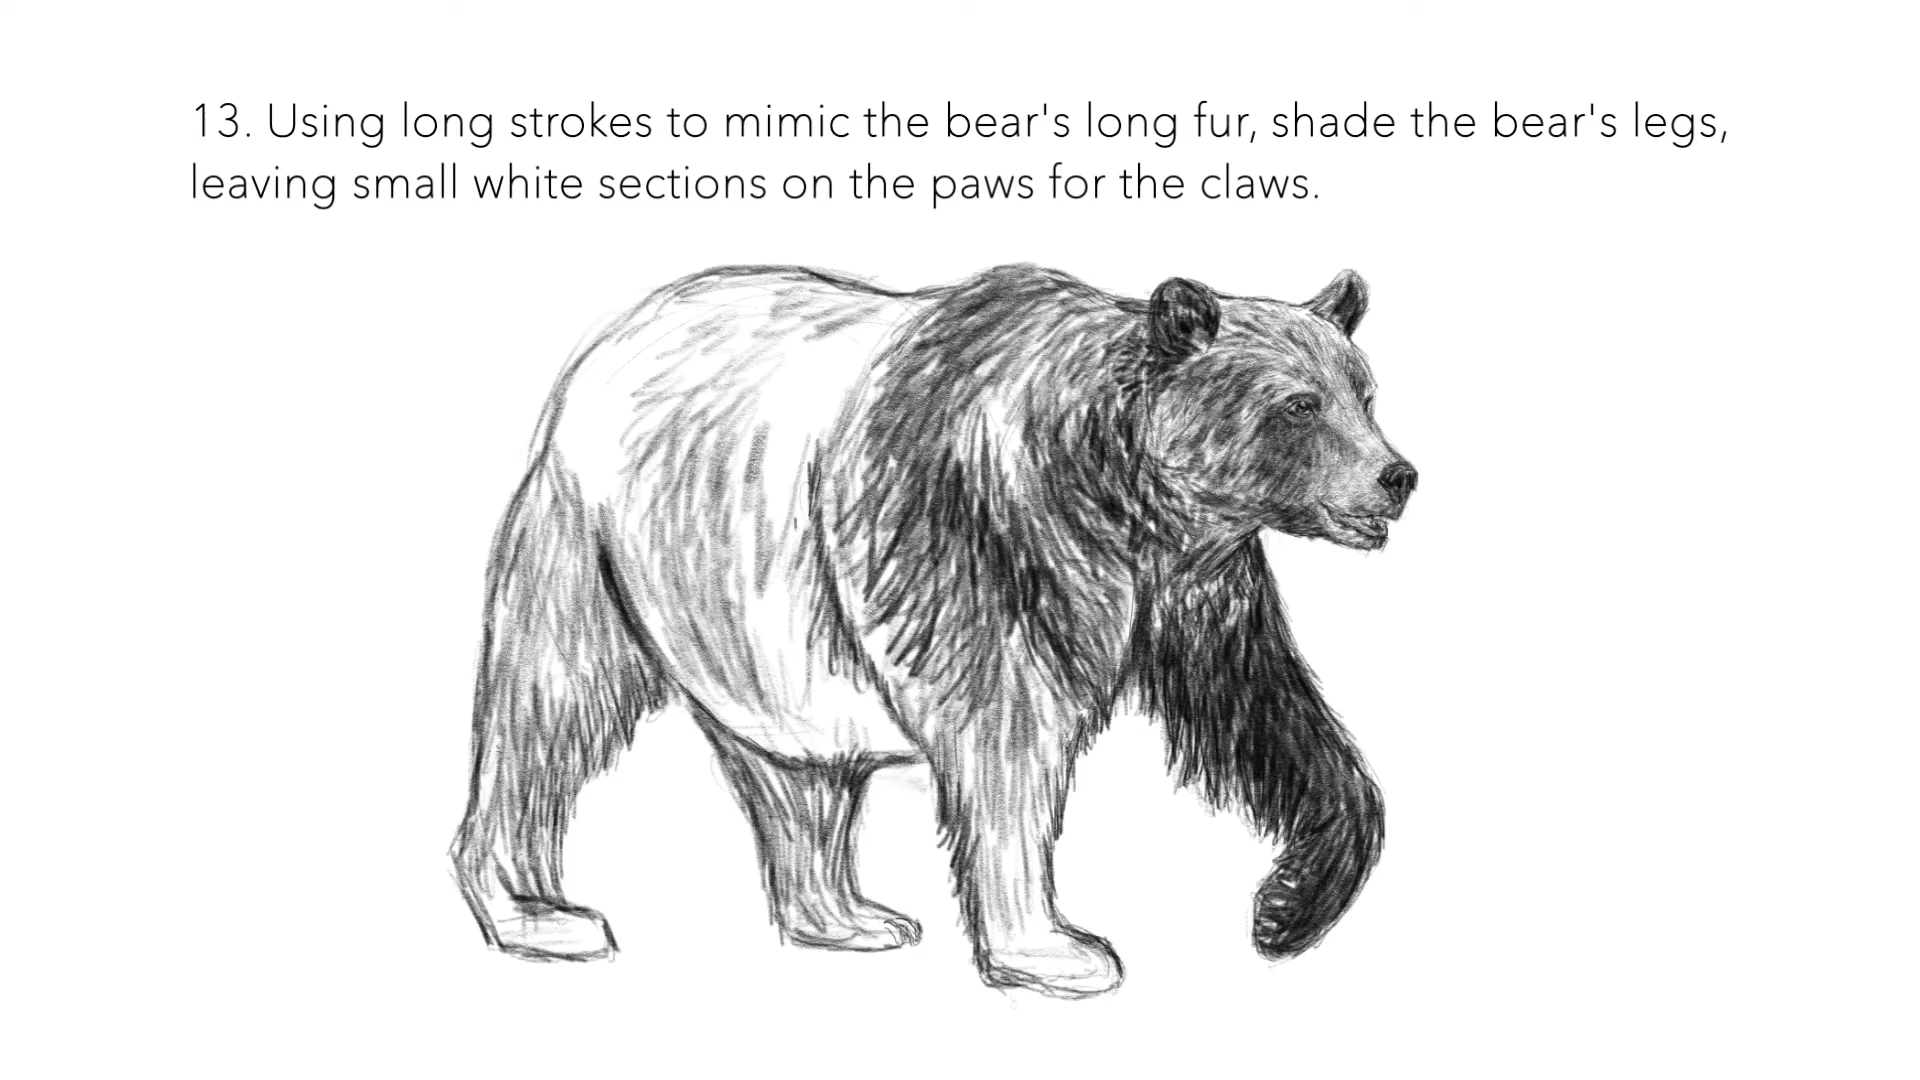 13. Using long strokes to mimic the bear's long fur, shade the bear's legs,
leaving small white sections on the paws for the claws.